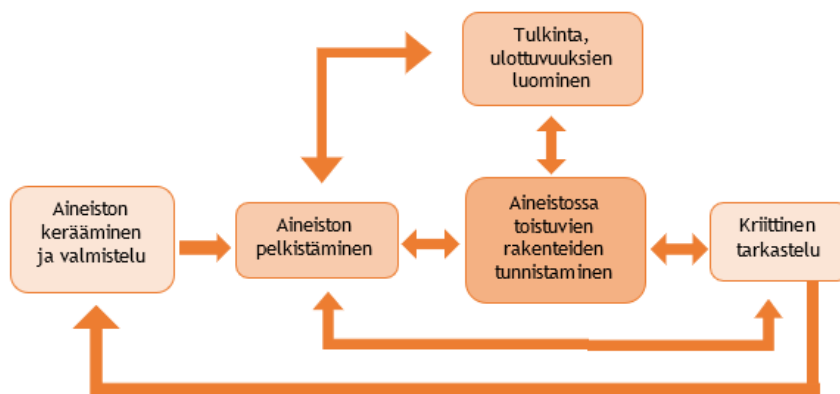 Tulkinta,
ulottuvuuksien
luominen
Aineiston
kerääminen
ja valmistelu
Aineiston
pelkistäminen
Aineistossa
toistuvien
rakenteiden
tunnistaminen
Kriittinen
tarkastelu